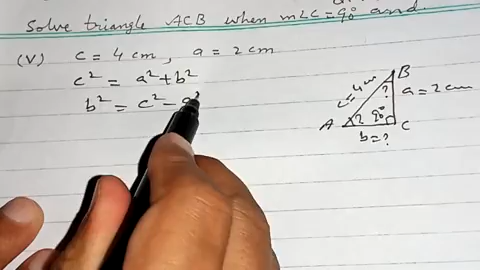 Solve triangle ACB when m∠C = 90° and
(V) c = 4 cm, a = 2 cm
c² = a² + b²
b² = c² - a²
B
4 cm
?
a = 2 cm
A
?
90°
C
b = ?